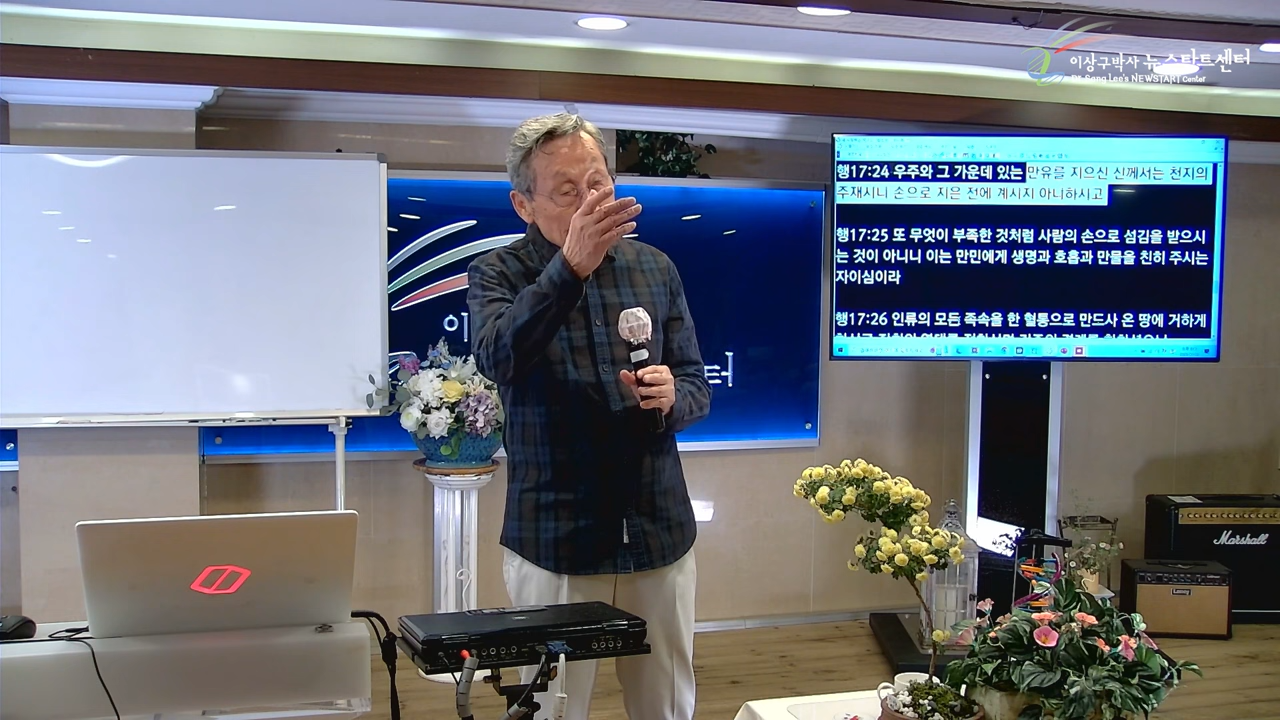 이상구박사 뉴스타트센터
Dr. Sang Lee's NEWSTART Center
행17:24 우주와 그 가운데 있는 만유를 지으신 신께서는 천지의
주재시니 손으로 지은 전에 계시지 아니하시고
행17:25 또 무엇이 부족한 것처럼 사람의 손으로 섬김을 받으시
는 것이 아니니 이는 만민에게 생명과 호흡과 만물을 친히 주시는
자이심이라
행17:26 인류의 모든 족속을 한 혈통으로 만드사 온 땅에 거하게
이
터
Marshall
Laney